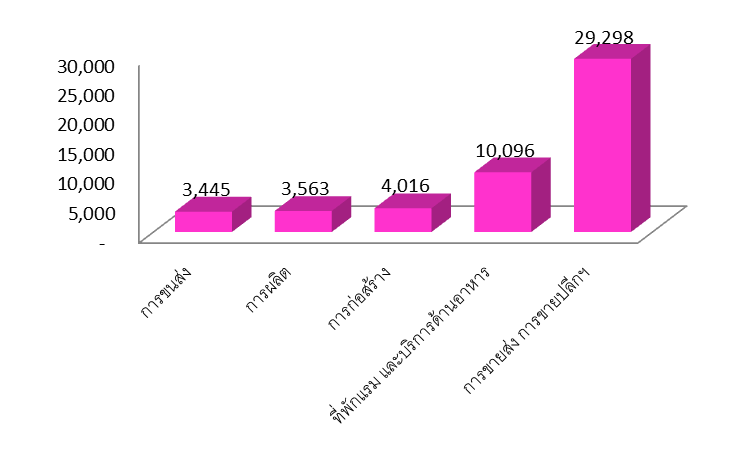 29,298
30,000
25,000
20,000
15,000
10,000
5,000
-
3,445
3,563
4,016
10,096
การขนส่ง
การผลิต
การก่อสร้าง
ที่พักแรม และบริการด้านอาหาร
การขายส่ง การขายปลีกฯ